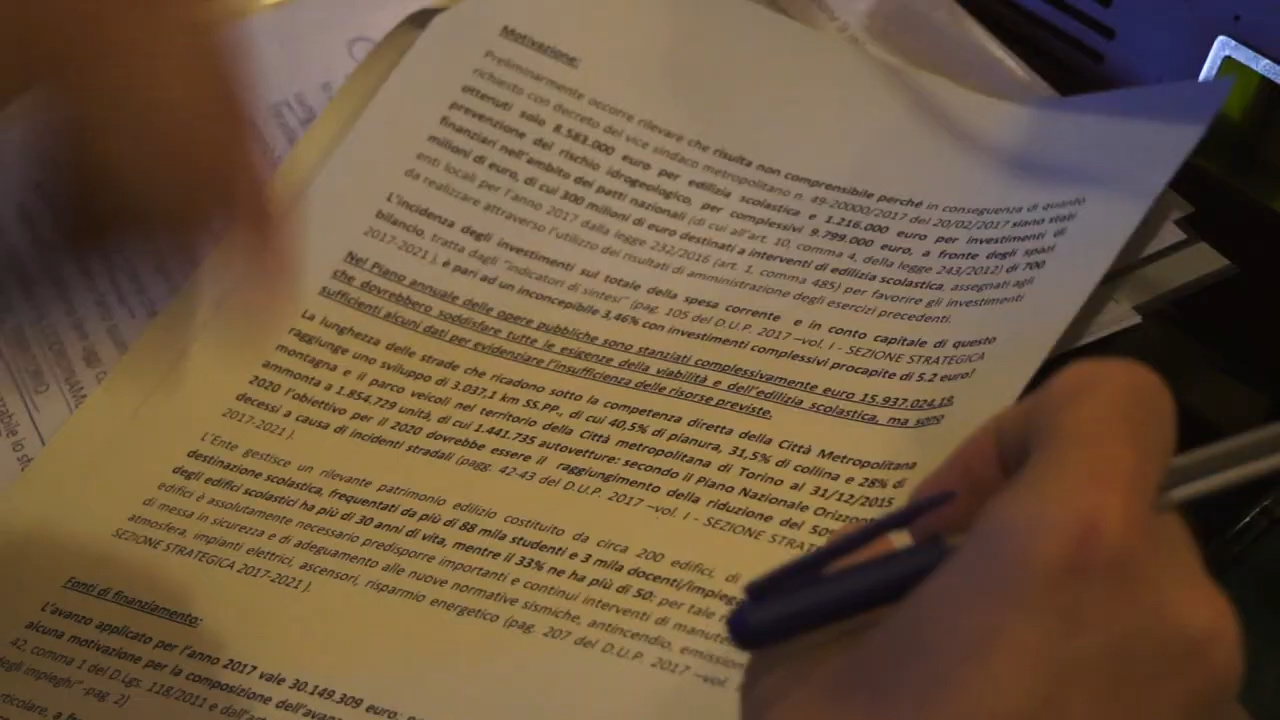 Motivazione:
Preliminarmente occorre rilevare che risulta non comprensibile perché in conseguenza di quanto
richiesto con decreto del vice sindaco metropolitano n. 49-20000/2017 del 20/02/2017 siano stati
ottenuti solo 8.583.000 euro per edilizia scolastica e 1.216.000 euro per investimenti di
prevenzione del rischio idrogeologico, per complessivi 9.799.000 euro, a fronte degli spazi
finanziari nell'ambito dei patti nazionali (di cui all'art. 10, comma 4, della legge 243/2012) di 700
milioni di euro, di cui 300 milioni di euro destinati a interventi di edilizia scolastica, assegnati agli
enti locali per l'anno 2017 dalla legge 232/2016 (art. 1, comma 485) per favorire gli investimenti
da realizzare attraverso l'utilizzo dei risultati di amministrazione degli esercizi precedenti.
L'incidenza degli investimenti sul totale della spesa corrente e in conto capitale di questo
bilancio, tratta dagli "indicatori di sintesi" (pag. 105 del D.U.P. 2017 –vol. I - SEZIONE STRATEGICA
2017-2021 ), è pari ad un inconcepibile 3,46% con investimenti complessivi procapite di 5.2 euro!
Nel Piano annuale delle opere pubbliche sono stanziati complessivamente euro 15.937.024,19,
che dovrebbero soddisfare tutte le esigenze della viabilità e dell'edilizia scolastica, ma sono
sufficienti alcuni dati per evidenziare l'insufficienza delle risorse previste.
La lunghezza delle strade che ricadono sotto la competenza diretta della Città Metropolitana
raggiunge uno sviluppo di 3.037,1 km SS.PP., di cui 40,5% di pianura, 31,5% di collina e 28% di
montagna e il parco veicoli nel territorio della Città metropolitana di Torino al 31/12/2015
ammonta a 1.854.729 unità, di cui 1.441.735 autovetture: secondo il Piano Nazionale
2020 l'obiettivo per il 2020 dovrebbe essere il raggiungimento della riduzione del
decessi a causa di incidenti stradali (pagg. 42-43 del D.U.P. 2017 –vol. I - SEZIONE
2017-2021 ).
L'Ente gestisce un rilevante patrimonio edilizio costituito da circa 200 edifici, di
destinazione scolastica, frequentati da più di 88 mila studenti e 3 mila
degli edifici scolastici ha più di 30 anni di vita, mentre il 33% ne ha più di 50: per tale
edifici è assolutamente necessario predisporre importanti e continui interventi di
di messa in sicurezza e di adeguamento alle nuove normative sismiche, antincendio,
atmosfera, impianti elettrici, ascensori, risparmio energetico (pag. 207 del D.U.P. 2017 –vol.
SEZIONE STRATEGICA 2017-2021 ).
Fonti di finanziamento:
L'avanzo applicato per l'anno 2017 vale 30.149.309 euro:
alcuna motivazione per la composizione
42, comma 1 del D.Lgs. 118/2011 e
degli impieghi" -pag. 2)